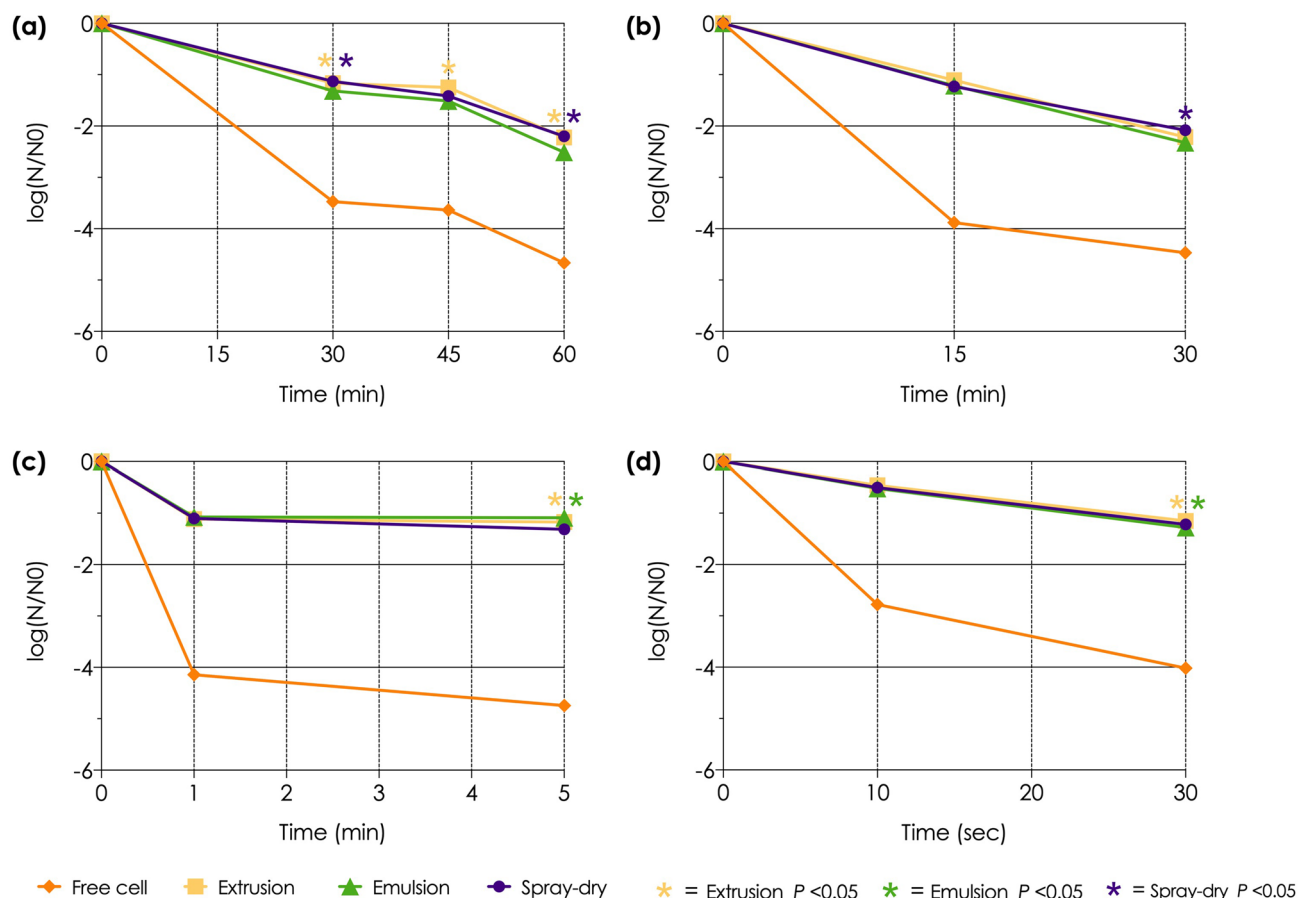 (a)
log(N/N0)
0
-2
-4
-6
* *
*
* *
0 15 30 45 60
Time (min)
(b)
log(N/N0)
0
-2
-4
-6
*
0 15 30
Time (min)
(c)
log(N/N0)
0
-2
-4
-6
* *
0 1 2 3 4 5
Time (min)
(d)
log(N/N0)
0
-2
-4
-6
* *
0 10 20 30
Time (sec)
Free cell Extrusion Emulsion Spray-dry * = Extrusion P <0.05 * = Emulsion P <0.05 * = Spray-dry P <0.05